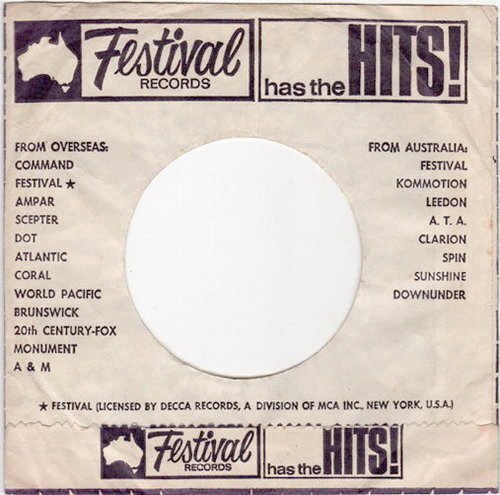 Festival
RECORDS
has the HITS!
FROM OVERSEAS:
COMMAND
FESTIVAL ★
AMPAR
SCEPTER
DOT
ATLANTIC
CORAL
WORLD PACIFIC
BRUNSWICK
20th CENTURY-FOX
MONUMENT
A & M
FROM AUSTRALIA:
FESTIVAL
KOMMOTION
LEEDON
A. T. A.
CLARION
SPIN
SUNSHINE
DOWNUNDER
★ FESTIVAL (LICENSED BY DECCA RECORDS, A DIVISION OF MCA INC., NEW YORK, U.S.A.)
Festival
RECORDS
has the HITS!